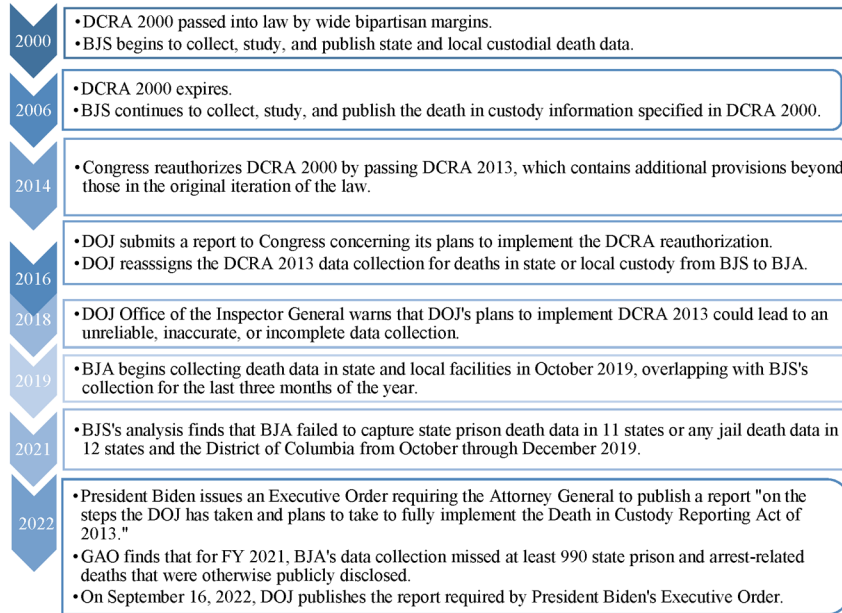 2000
•DCRA 2000 passed into law by wide bipartisan margins.
•BJS begins to collect, study, and publish state and local custodial death data.
2006
•DCRA 2000 expires.
•BJS continues to collect, study, and publish the death in custody information specified in DCRA 2000.
2014
•Congress reauthorizes DCRA 2000 by passing DCRA 2013, which contains additional provisions beyond
those in the original iteration of the law.
2016
•DOJ submits a report to Congress concerning its plans to implement the DCRA reauthorization.
•DOJ reasssigns the DCRA 2013 data collection for deaths in state or local custody from BJS to BJA.
2018
•DOJ Office of the Inspector General warns that DOJ's plans to implement DCRA 2013 could lead to an
unreliable, inaccurate, or incomplete data collection.
2019
•BJA begins collecting death data in state and local facilities in October 2019, overlapping with BJS's
collection for the last three months of the year.
2021
•BJS's analysis finds that BJA failed to capture state prison death data in 11 states or any jail death data in
12 states and the District of Columbia from October through December 2019.
2022
•President Biden issues an Executive Order requiring the Attorney General to publish a report "on the
steps the DOJ has taken and plans to take to fully implement the Death in Custody Reporting Act of
2013."
•GAO finds that for FY 2021, BJA's data collection missed at least 990 state prison and arrest-related
deaths that were otherwise publicly disclosed.
•On September 16, 2022, DOJ publishes the report required by President Biden's Executive Order.